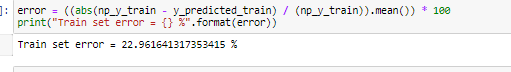 ]: error = ((abs(np_y_train - y_predicted_train) / (np_y_train)).mean()) * 100
print("Train set error = {} %".format(error))
Train set error = 22.961641317353415 %